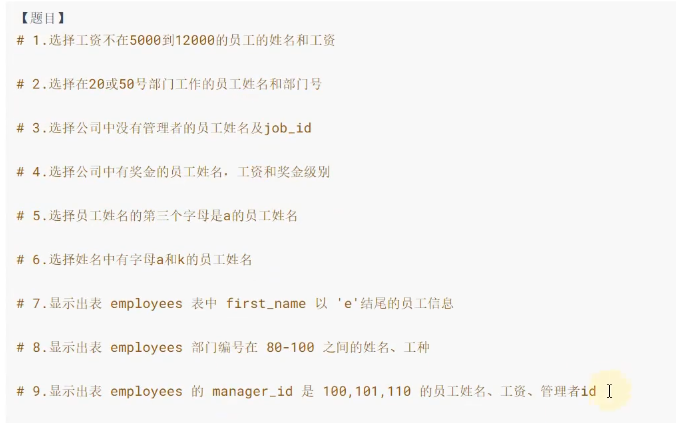 【题目】
# 1.选择工资不在5000到12000的员工的姓名和工资
# 2.选择在20或50号部门工作的员工姓名和部门号
# 3.选择公司中没有管理者的员工姓名及job_id
# 4.选择公司中有奖金的员工姓名，工资和奖金级别
# 5.选择员工姓名的第三个字母是a的员工姓名
# 6.选择姓名中有字母a和k的员工姓名
# 7.显示出表 employees 表中 first_name 以 'e'结尾的员工信息
# 8.显示出表 employees 部门编号在 80-100 之间的姓名、工种
# 9.显示出表 employees 的 manager_id 是 100,101,110 的员工姓名、工资、管理者id